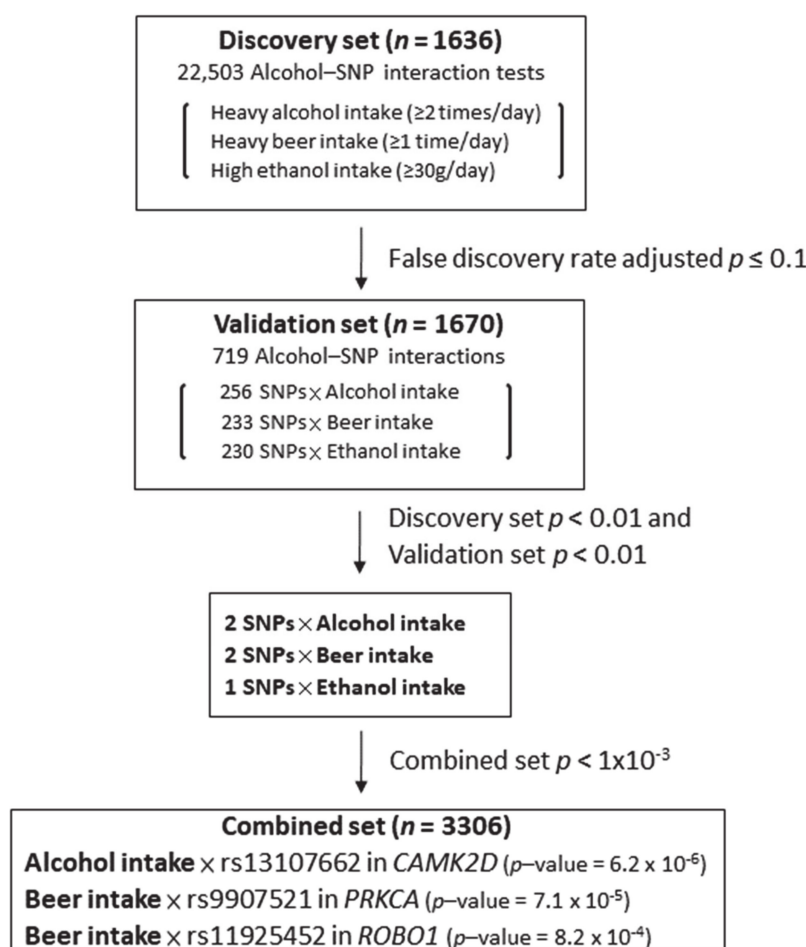 Discovery set (n = 1636)
22,503 Alcohol–SNP interaction tests
Heavy alcohol intake (≥2 times/day)
Heavy beer intake (≥1 time/day)
High ethanol intake (≥30g/day)
False discovery rate adjusted p ≤ 0.1
Validation set (n = 1670)
719 Alcohol–SNP interactions
256 SNPs× Alcohol intake
233 SNPs× Beer intake
230 SNPs× Ethanol intake
Discovery set p < 0.01 and
Validation set p < 0.01
2 SNPs× Alcohol intake
2 SNPs× Beer intake
1 SNPs× Ethanol intake
Combined set p < 1x10⁻³
Combined set (n = 3306)
Alcohol intake × rs13107662 in CAMK2D (p–value = 6.2 x 10⁻⁶)
Beer intake × rs9907521 in PRKCA (p–value = 7.1 x 10⁻⁵)
Beer intake × rs11925452 in ROBO1 (p–value = 8.2 x 10⁻⁴)